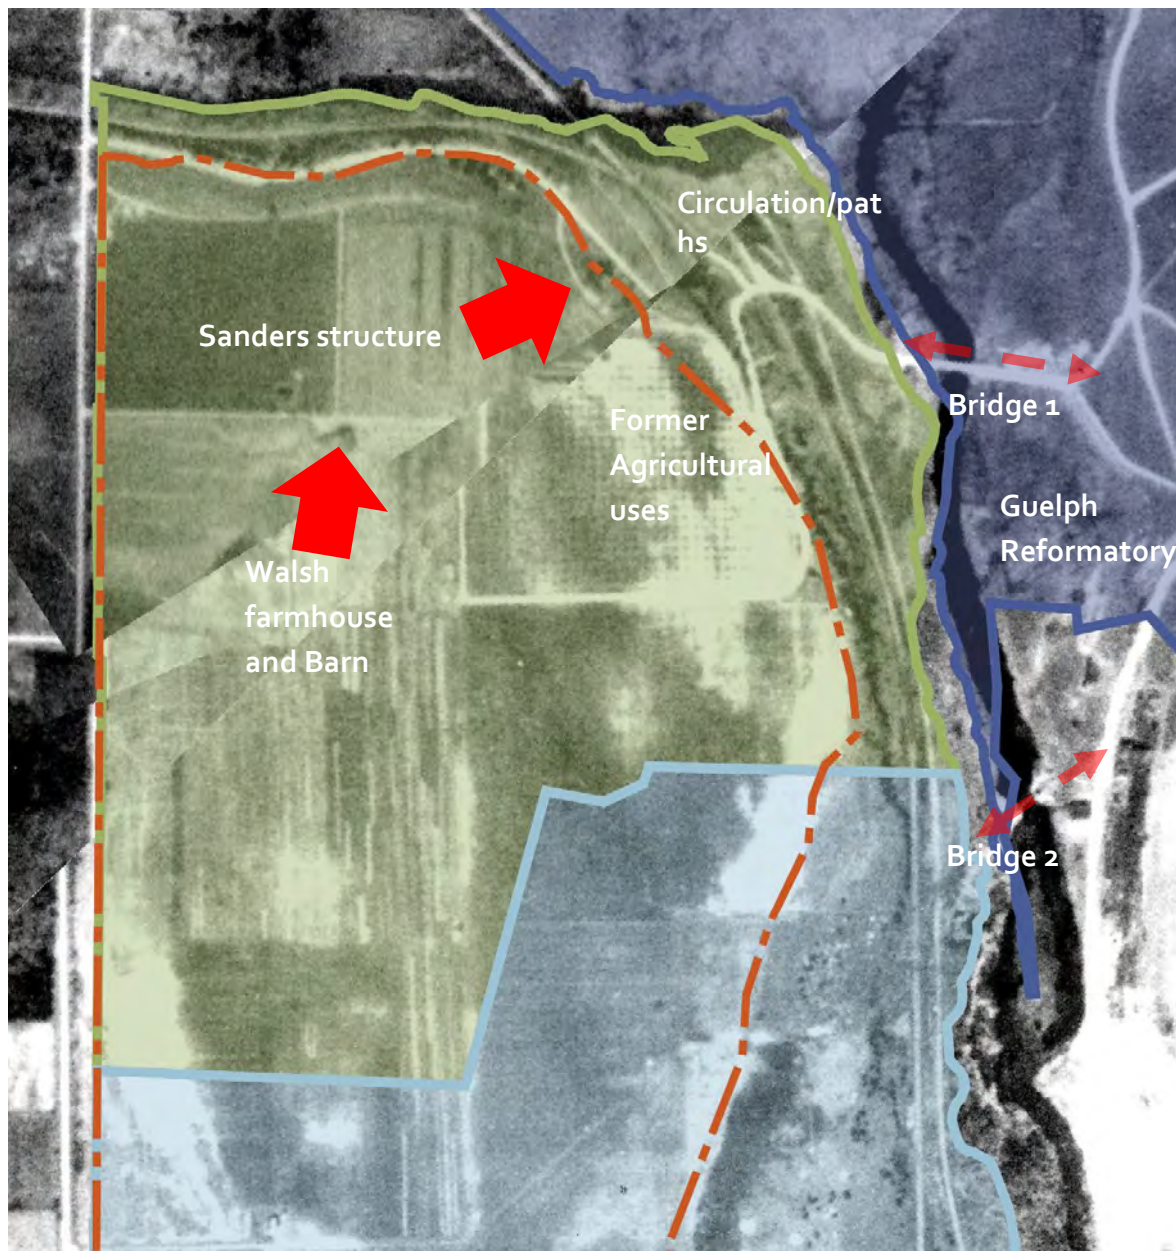 Circulation/pat
hs
Sanders structure
Bridge 1
Former
Agricultural
uses
Guelph
Reformatory
Walsh
farmhouse
and Barn
Bridge 2